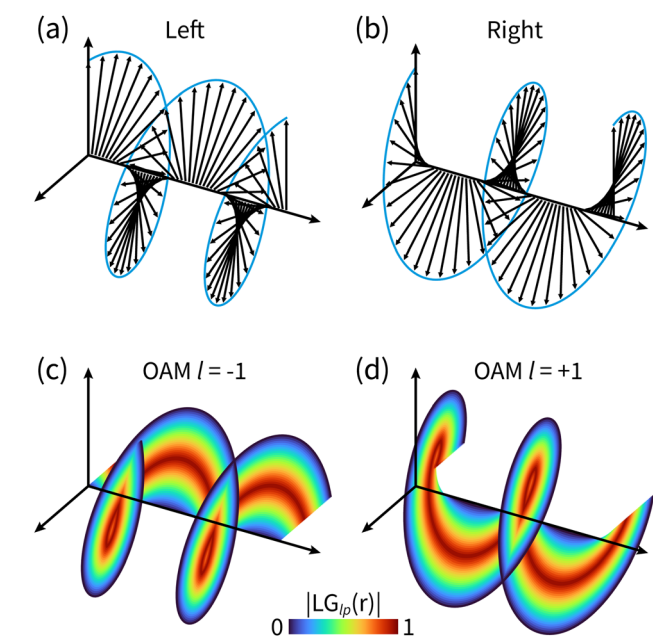 (a) Left
(b) Right
(c) OAM l = -1
(d) OAM l = +1
|LGlp(r)|
0 1